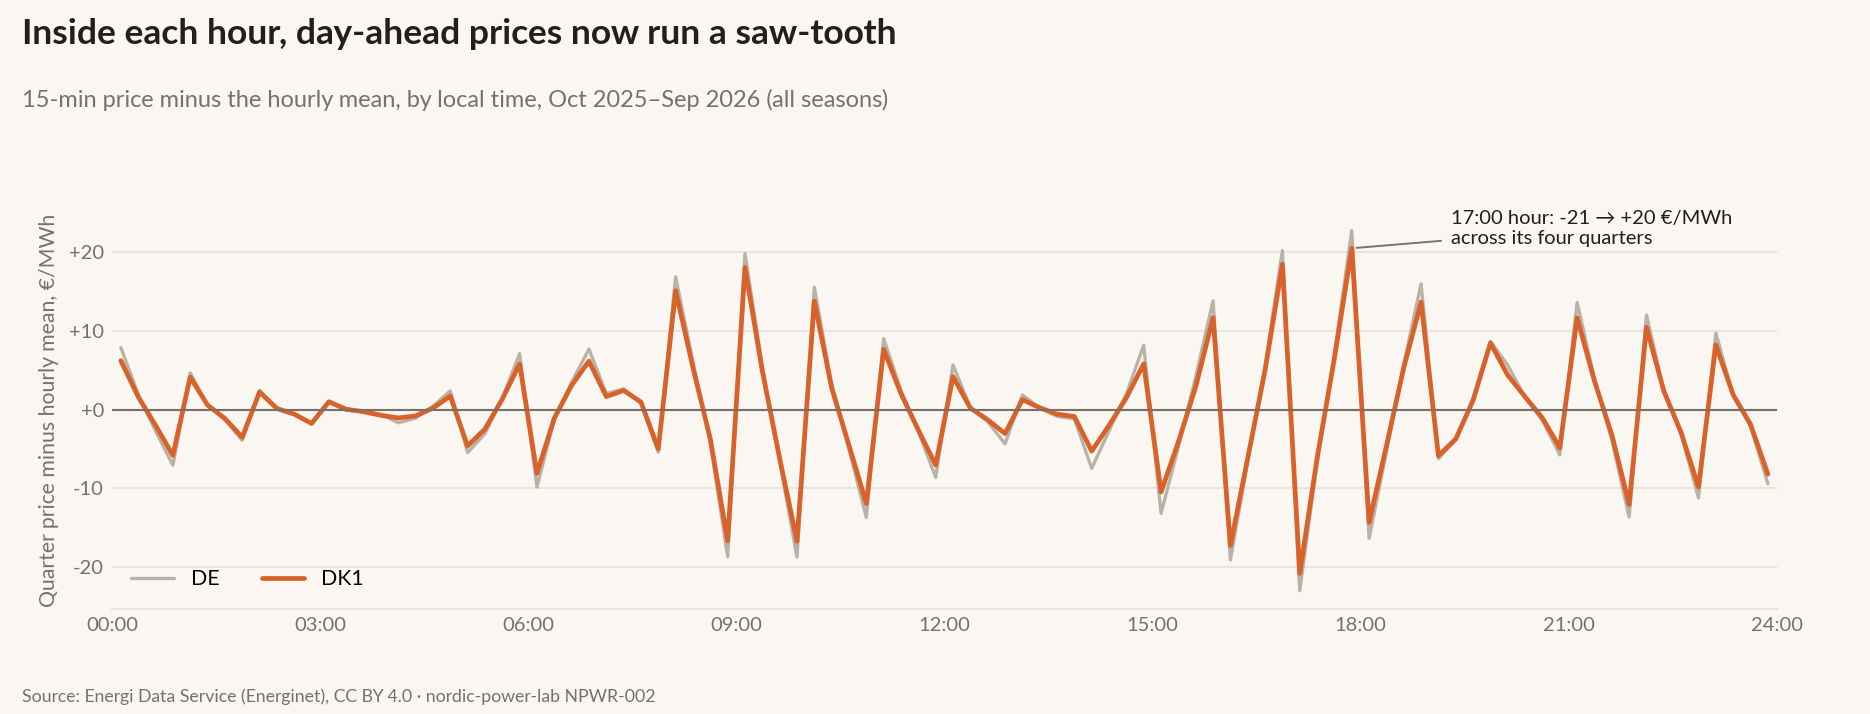 Inside each hour, day-ahead prices now run a saw-tooth
15-min price minus the hourly mean, by local time, Oct 2025–Sep 2026 (all seasons)
Quarter price minus hourly mean, €/MWh
17:00 hour: -21 → +20 €/MWh
across its four quarters
+20
+10
+0
-10
-20
DE
DK1
00:00
03:00
06:00
09:00
12:00
15:00
18:00
21:00
24:00
Source: Energi Data Service (Energinet), CC BY 4.0 · nordic-power-lab NPWR-002